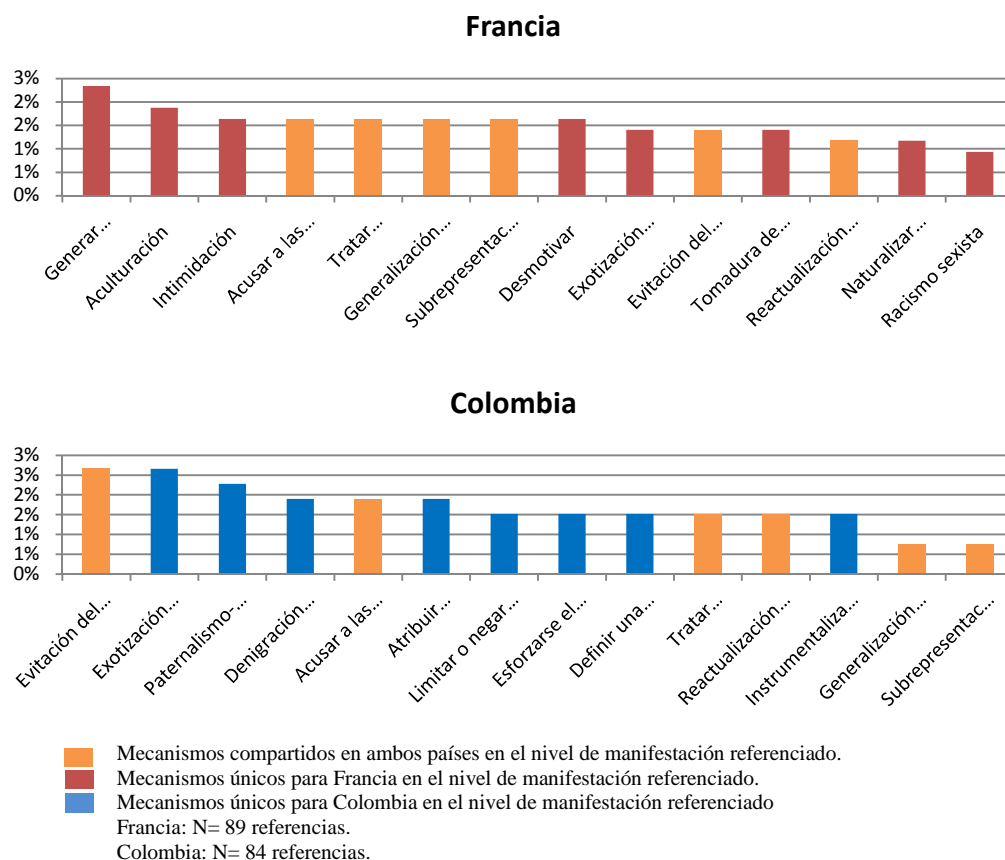 Francia
3%
2%
2%
1%
1%
0%
Generar...
Aculturación
Intimidación
Acusar a las...
Tratar...
Generalización...
Subrepresentac...
Desmotivar
Exotización...
Evitación del...
Tomadura de...
Reactualización...
Naturalizar...
Racismo sexista
Colombia
3%
3%
2%
2%
1%
1%
0%
Evitación del...
Exotización...
Paternalismo-...
Denigración...
Acusar a las...
Atribuir...
Limitar o negar...
Esforzarse el...
Definir una...
Tratar...
Reactualización...
Instrumentaliza...
Generalización...
Subrepresentac...
Mecanismos compartidos en ambos países en el nivel de manifestación referenciado.
Mecanismos únicos para Francia en el nivel de manifestación referenciado.
Mecanismos únicos para Colombia en el nivel de manifestación referenciado
Francia: N= 89 referencias.
Colombia: N= 84 referencias.